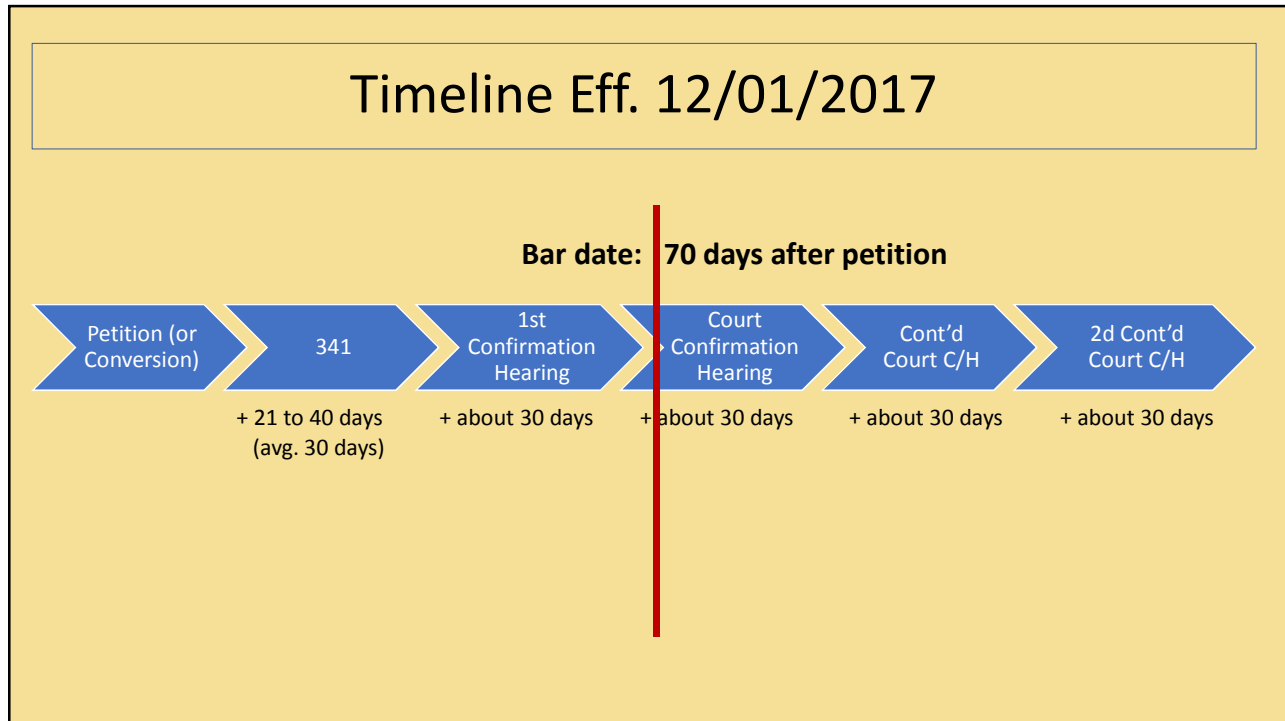 Timeline Eff. 12/01/2017
Bar date: 70 days after petition
Petition (or
Conversion)
341
1st
Confirmation
Hearing
Court
Confirmation
Hearing
Cont’d
Court C/H
2d Cont’d
Court C/H
+ 21 to 40 days
(avg. 30 days)
+ about 30 days
+ about 30 days
+ about 30 days
+ about 30 days